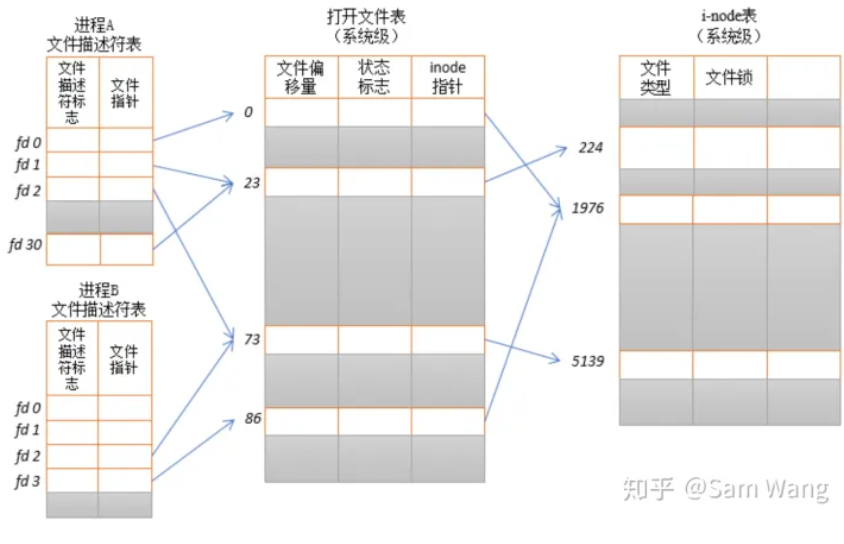 进程A
文件描述符表
文件
描述
符标
志
文件
指针
fd 0
fd 1
fd 2
fd 30
进程B
文件描述符表
文件
描述
符标
志
文件
指针
fd 0
fd 1
fd 2
fd 3
打开文件表
（系统级）
文件偏
移量
状态
标志
inode
指针
0
23
73
86
i-node表
（系统级）
文件
类型
文件锁
224
1976
5139
知乎 @Sam Wang